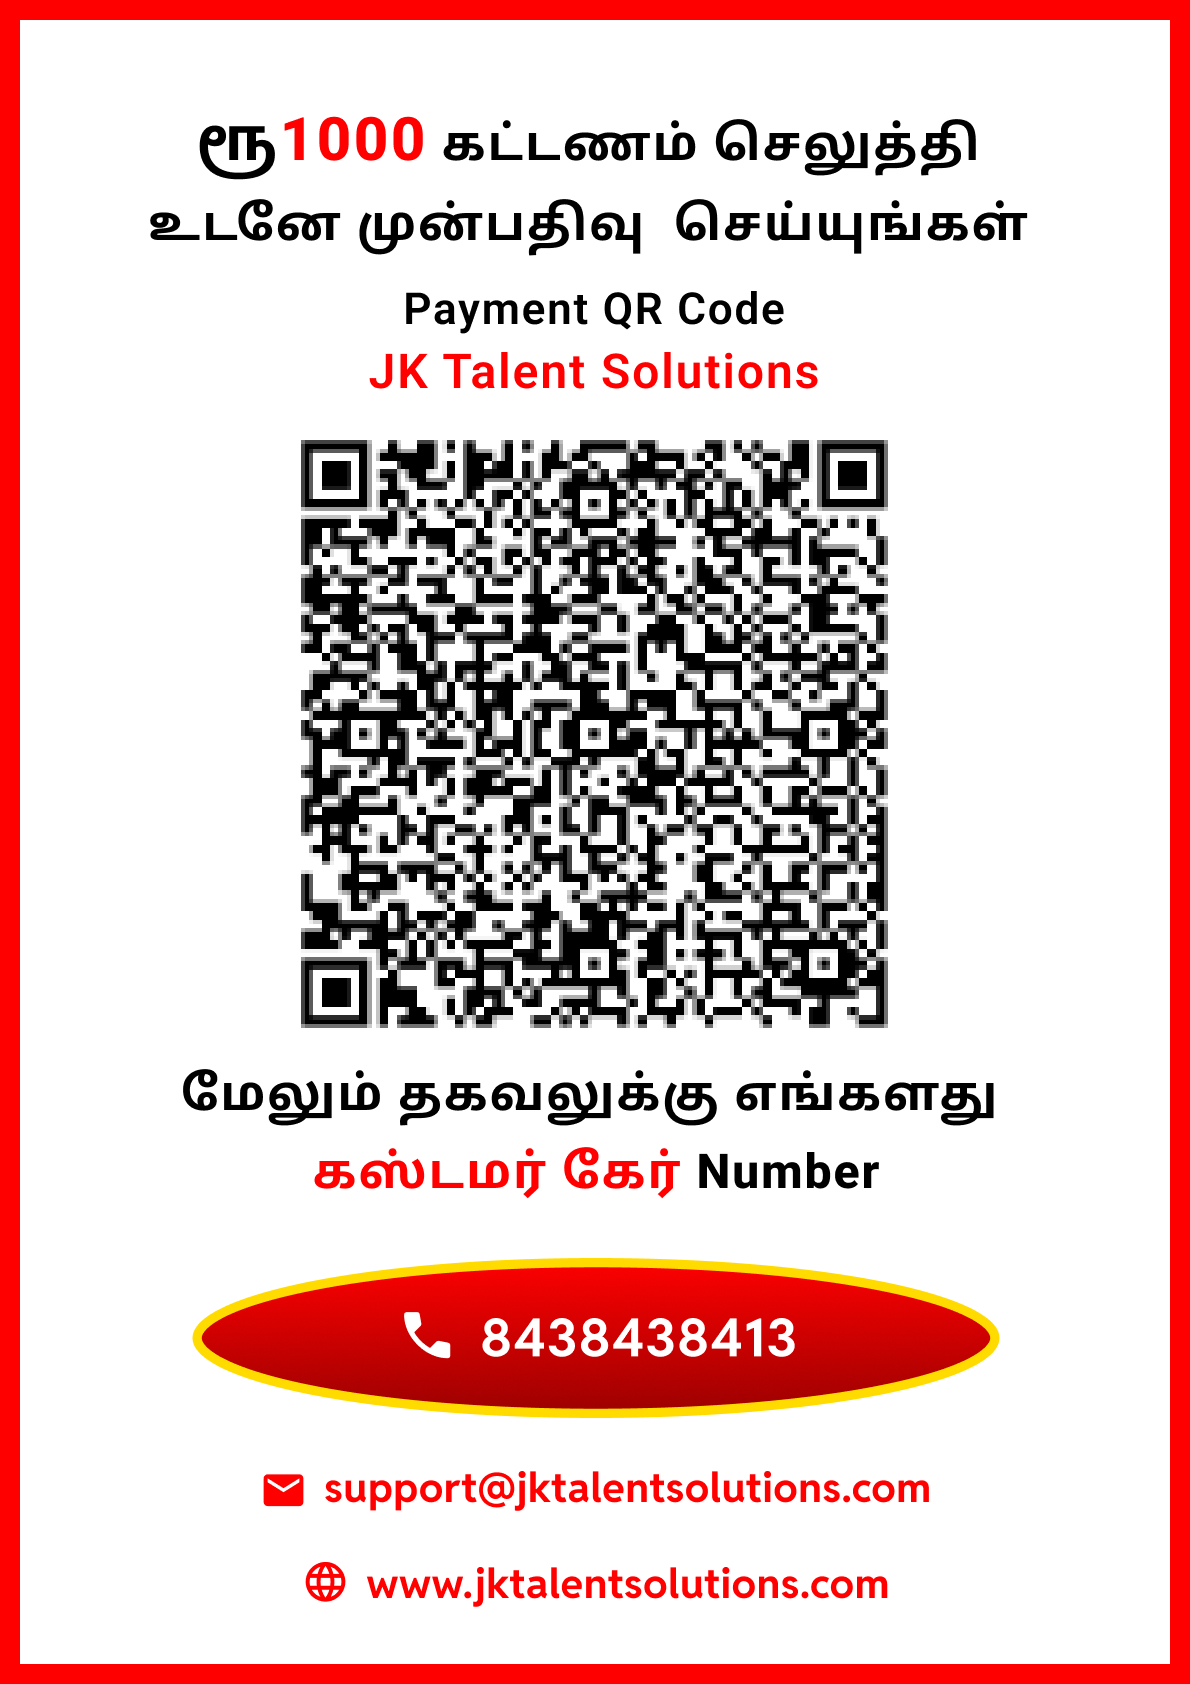 ரூ1000 கட்டணம் செலுத்தி
உடனே முன்பதிவு செய்யுங்கள்
Payment QR Code
JK Talent Solutions
மேலும் தகவலுக்கு எங்களது
கஸ்டமர் கேர் Number
8438438413
support@jktalentsolutions.com
www.jktalentsolutions.com